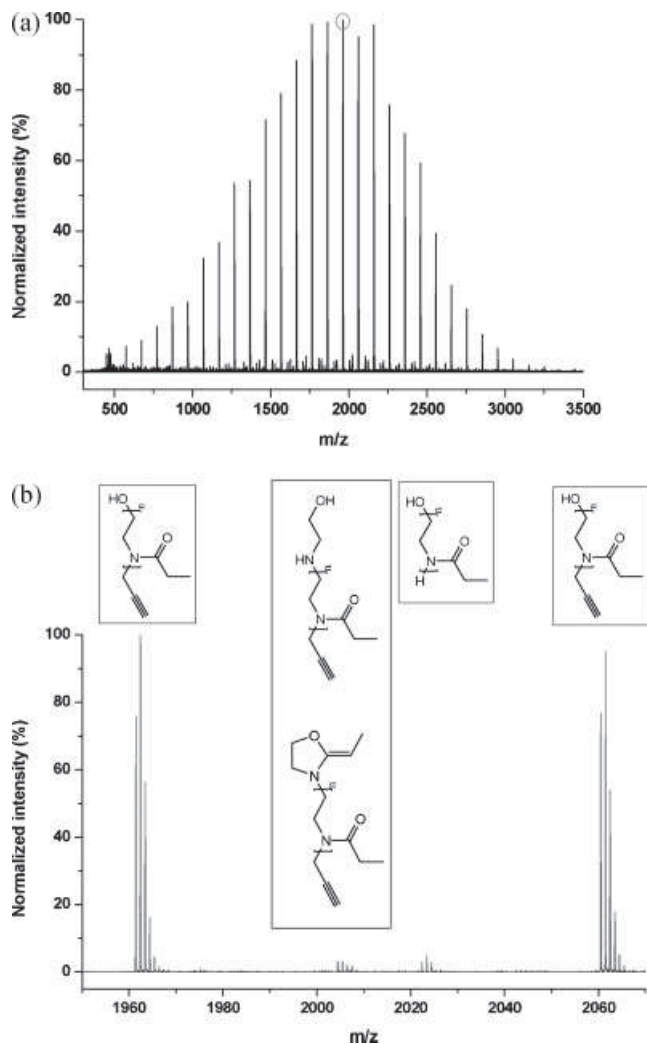 (a)
100
80
60
40
20
0
Normalized intensity (%)
500 1000 1500 2000 2500 3000 3500
m/z
(b)
HO
n
N
O
OH
HN
n
N
O
O
N
n
N
O
HO
n
N
H
O
HO
n
N
O
100
80
60
40
20
0
Normalized intensity (%)
1960 1980 2000 2020 2040 2060
m/z